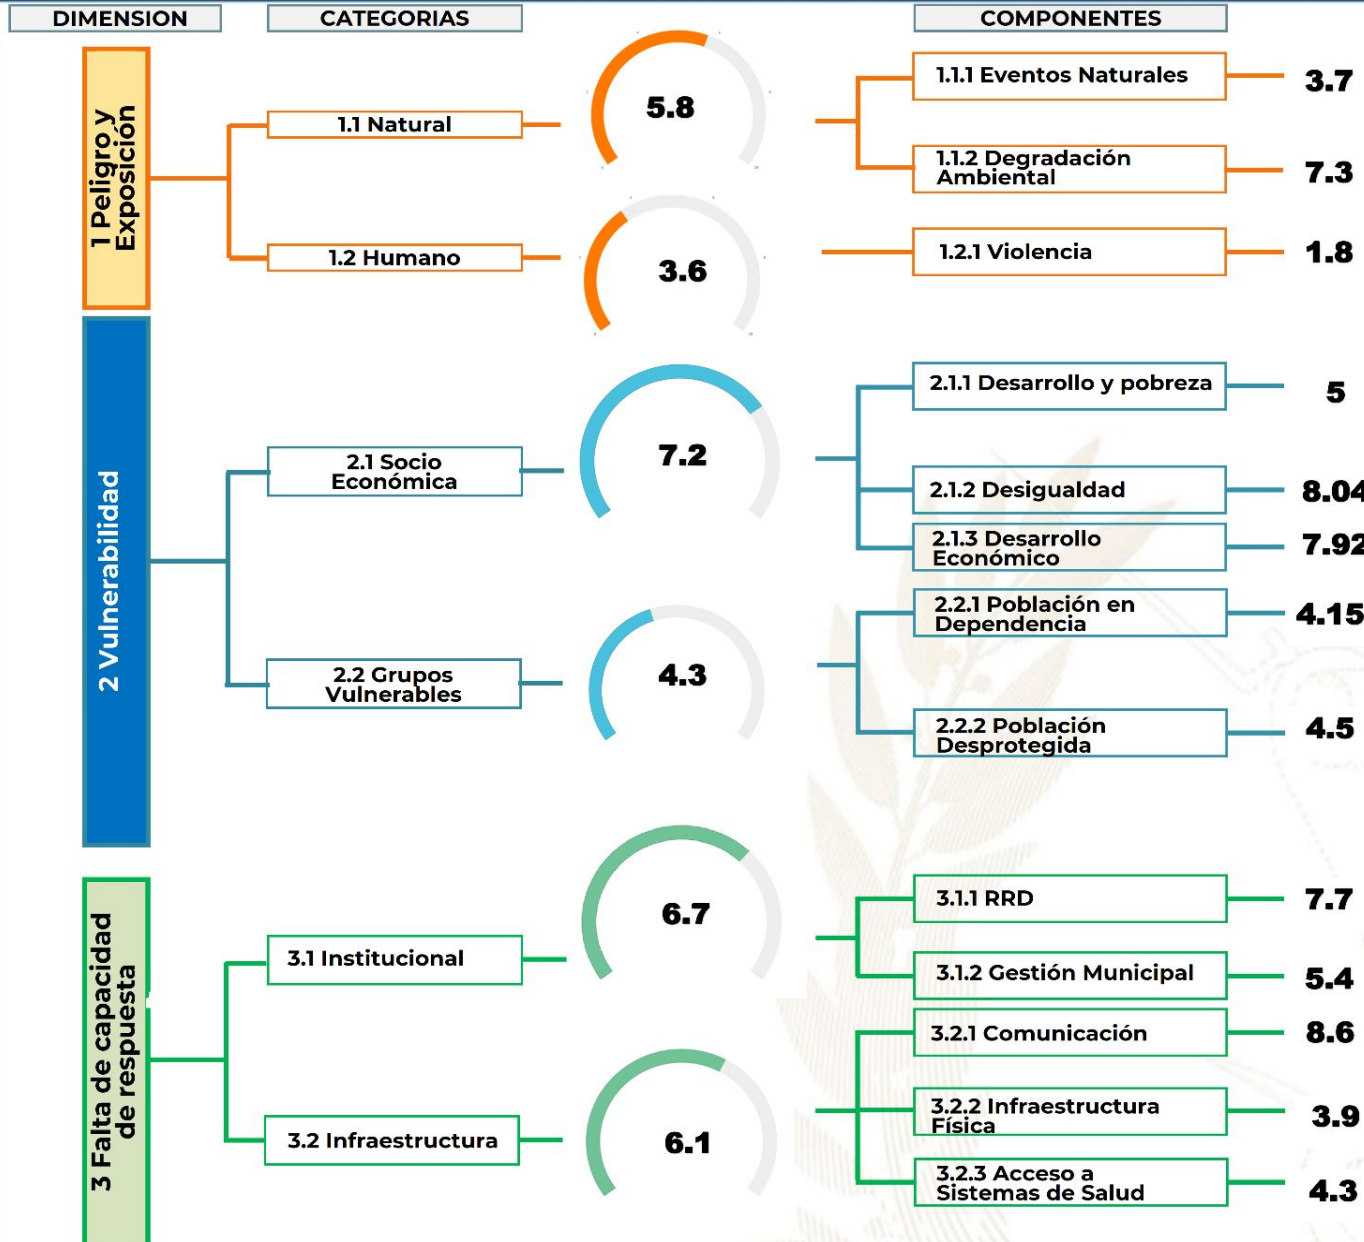 DIMENSION
CATEGORIAS
COMPONENTES
1 Peligro y
Exposición
1.1 Natural
5.8
1.1.1 Eventos Naturales
3.7
1.1.2 Degradación
Ambiental
7.3
1.2 Humano
3.6
1.2.1 Violencia
1.8
2 Vulnerabilidad
2.1 Socio
Económica
7.2
2.1.1 Desarrollo y pobreza
5
2.1.2 Desigualdad
8.04
2.1.3 Desarrollo
Económico
7.92
2.2 Grupos
Vulnerables
4.3
2.2.1 Población en
Dependencia
4.15
2.2.2 Población
Desprotegida
4.5
3 Falta de capacidad
de respuesta
3.1 Institucional
6.7
3.1.1 RRD
7.7
3.1.2 Gestión Municipal
5.4
3.2 Infraestructura
6.1
3.2.1 Comunicación
8.6
3.2.2 Infraestructura
Física
3.9
3.2.3 Acceso a
Sistemas de Salud
4.3